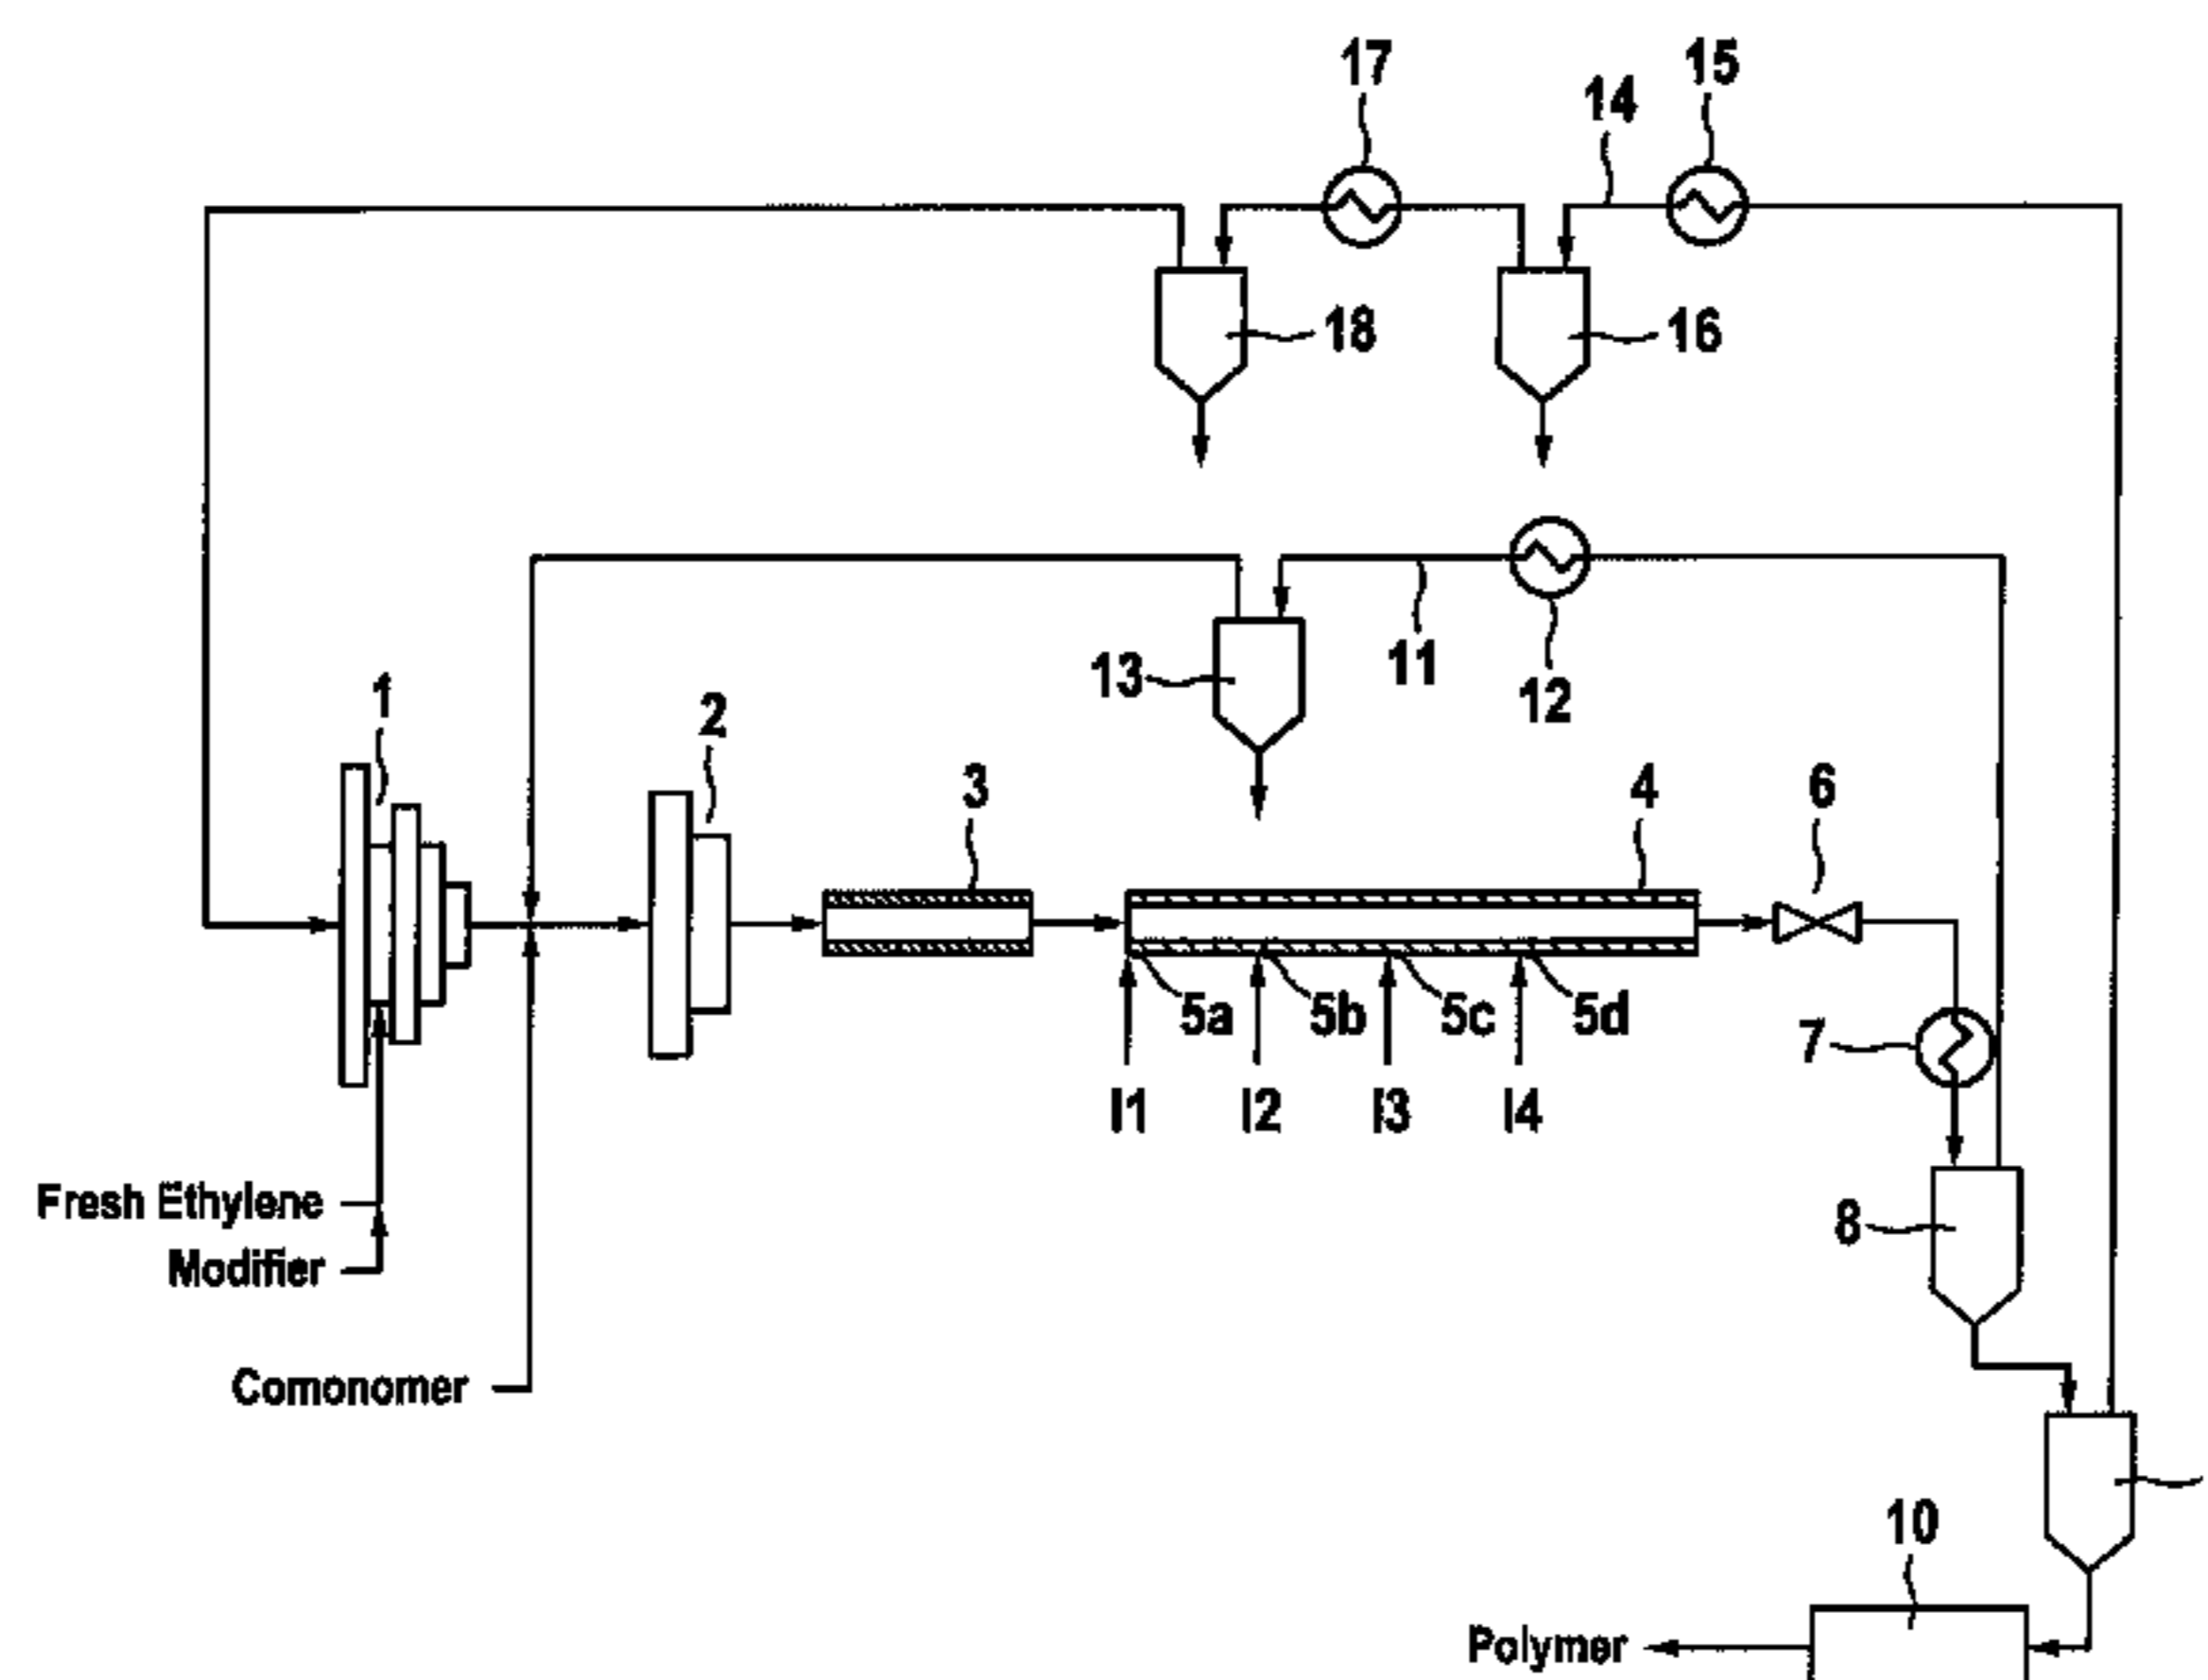 17
15
14
18
16
13
11
12
1
2
3
4
6
5a
5b
5c
5d
7
I1
I2
I3
I4
Fresh Ethylene
8
Modifier
Comonomer
10
Polymer